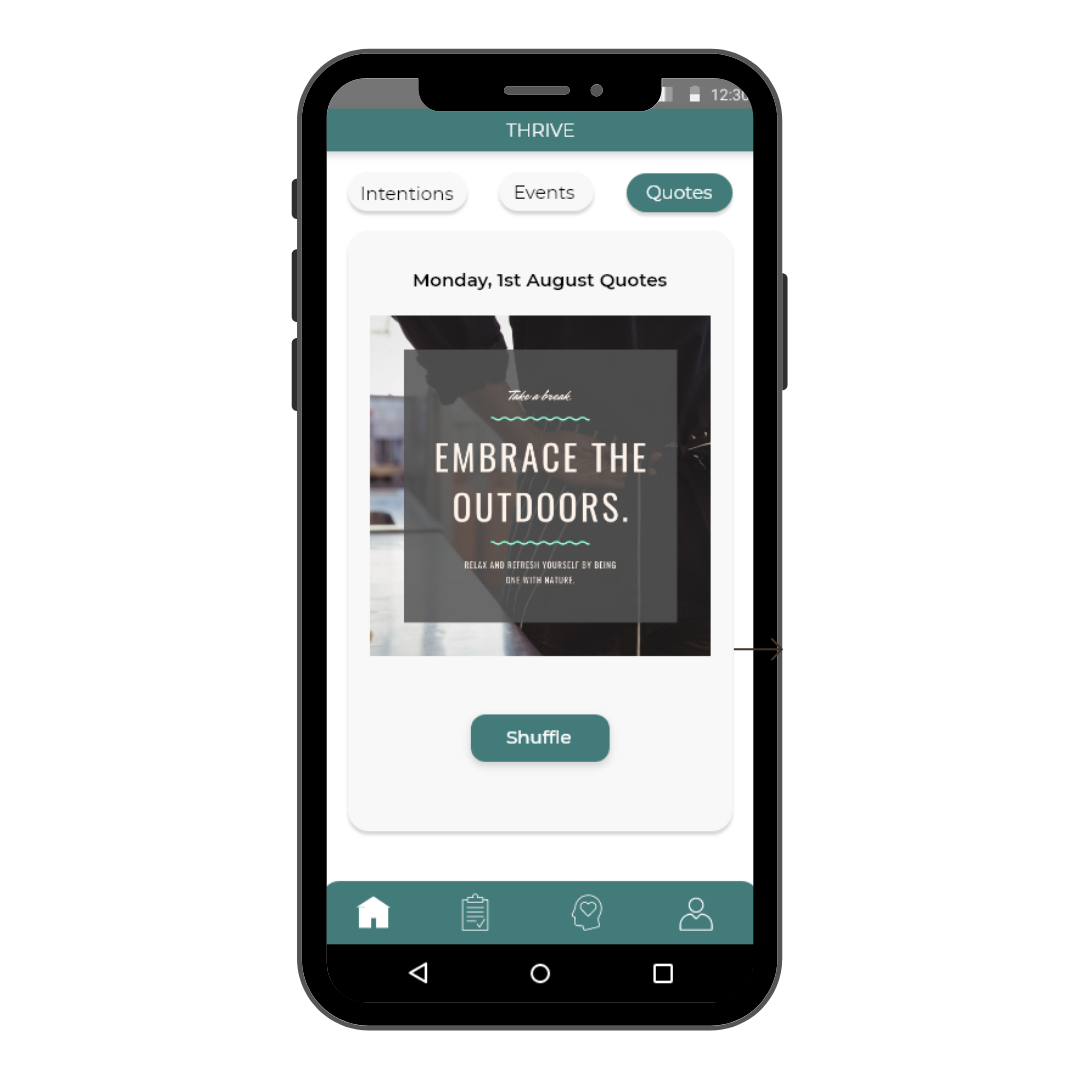 12:30
THRIVE
Intentions Events Quotes
Monday, 1st August Quotes
Take a break.
EMBRACE THE
OUTDOORS.
RELAX AND REFRESH YOURSELF BY BEING
ONE WITH NATURE.
Shuffle